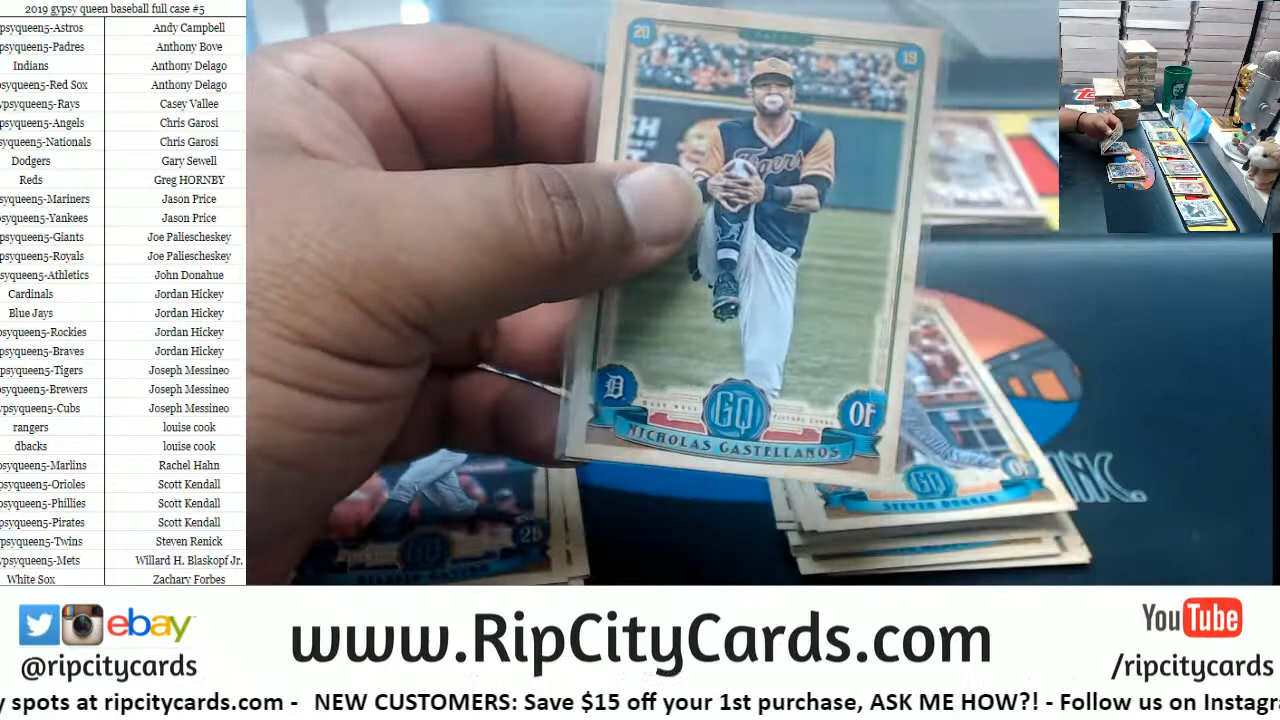 2019 gypsy queen baseball full case #5
psyqueen5-Astros Andy Campbell
psyqueen5-Padres Anthony Bove
Indians Anthony Delago
psyqueen5-Red Sox Anthony Delago
ypsyqueen5-Rays Casey Vallee
psyqueen5-Angels Chris Garosi
psyqueen5-Nationals Chris Garosi
Dodgers Gary Sewell
Reds Greg HORNBY
psyqueen5-Mariners Jason Price
psyqueen5-Yankees Jason Price
psyqueen5-Giants Joe Paliescheskey
psyqueen5-Royals Joe Paliescheskey
psyqueen5-Athletics John Donahue
Cardinals Jordan Hickey
Blue Jays Jordan Hickey
psyqueen5-Rockies Jordan Hickey
psyqueen5-Braves Jordan Hickey
psyqueen5-Tigers Joseph Messineo
psyqueen5-Brewers Joseph Messineo
ypsyqueen5-Cubs Joseph Messineo
rangers louise cook
dbacks louise cook
psyqueen5-Marlins Rachel Hahn
psyqueen5-Orioles Scott Kendall
psyqueen5-Phillies Scott Kendall
psyqueen5-Pirates Scott Kendall
psyqueen5-Twins Steven Renick
ypsyqueen5-Mets Willard H. Blaskopf Jr.
White Sox Zachary Forbes
20 19
Tigers
D GQ OF
NICHOLAS CASTELLANOS
GQ
STEVEN DUGGAR
2B
INC.
ebay
@ripcitycards
www.RipCityCards.com
YouTube
/ripcitycards
y spots at ripcitycards.com - NEW CUSTOMERS: Save $15 off your 1st purchase, ASK ME HOW?! - Follow us on Instagra